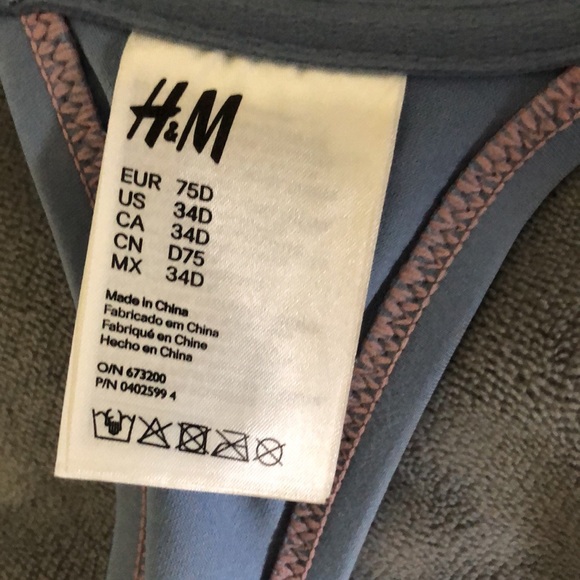 H&M
EUR 75D
US 34D
CA 34D
CN D75
MX 34D
Made in China
Fabricado em China
Fabriqué en Chine
Hecho en China
O/N 673200
P/N 0402599 4